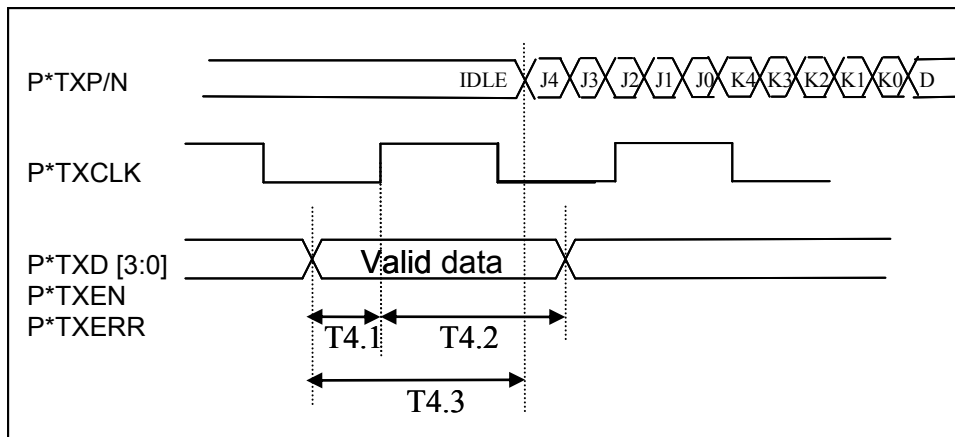 P*TXP/N IDLE J4 J3 J2 J1 J0 K4 K3 K2 K1 K0 D
P*TXCLK
P*TXD [3:0] Valid data
P*TXEN
P*TXERR
T4.1 T4.2
T4.3